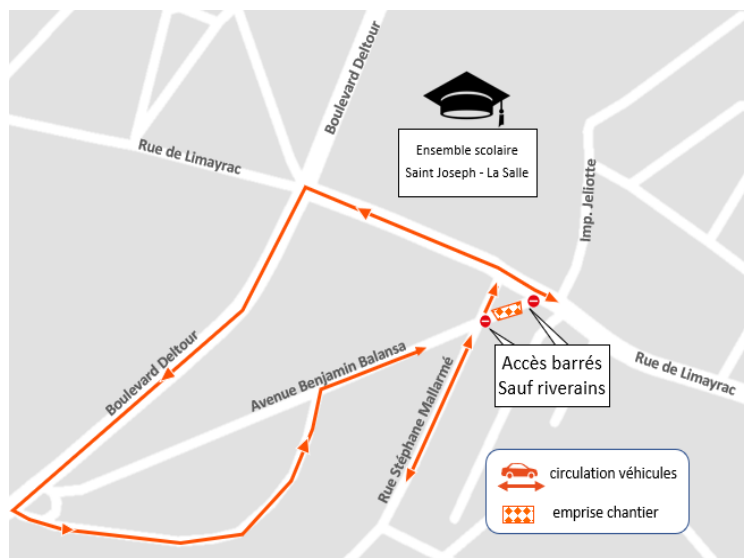 Boulevard Deltour
Rue de Limayrac
Ensemble scolaire
Saint Joseph - La Salle
Imp. Jeliotte
Boulevard Deltour
Avenue Benjamin Balansa
Rue Stéphane Mallarmé
Accès barrés
Sauf riverains
Rue de Limayrac
circulation véhicules
emprise chantier